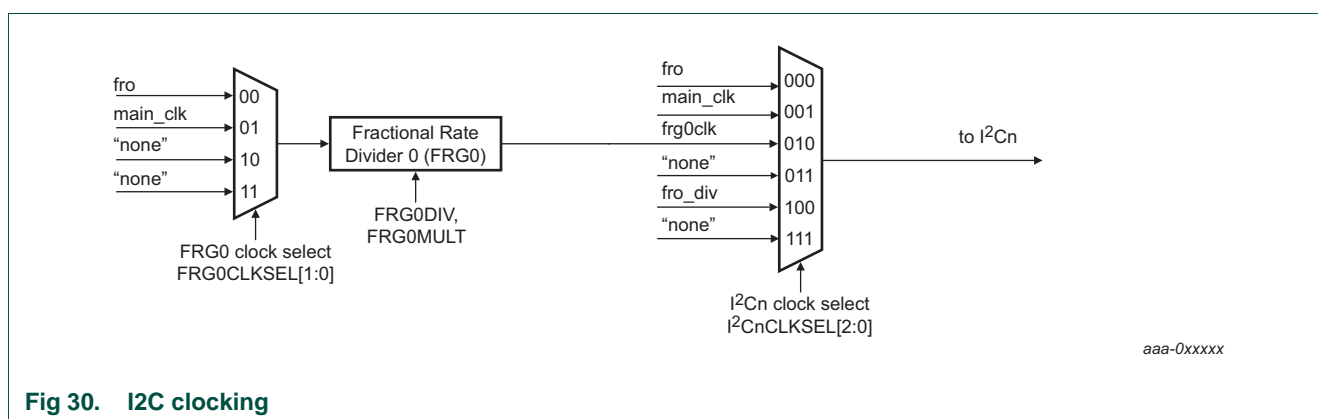 fro
main_clk
"none"
"none"
00
01
10
11
FRG0 clock select
FRG0CLKSEL[1:0]
Fractional Rate
Divider 0 (FRG0)
FRG0DIV,
FRG0MULT
fro
main_clk
frg0clk
"none"
fro_div
"none"
000
001
010
011
100
111
I2Cn clock select
I2CnCLKSEL[2:0]
to I2Cn
aaa-0xxxxx
Fig 30. I2C clocking